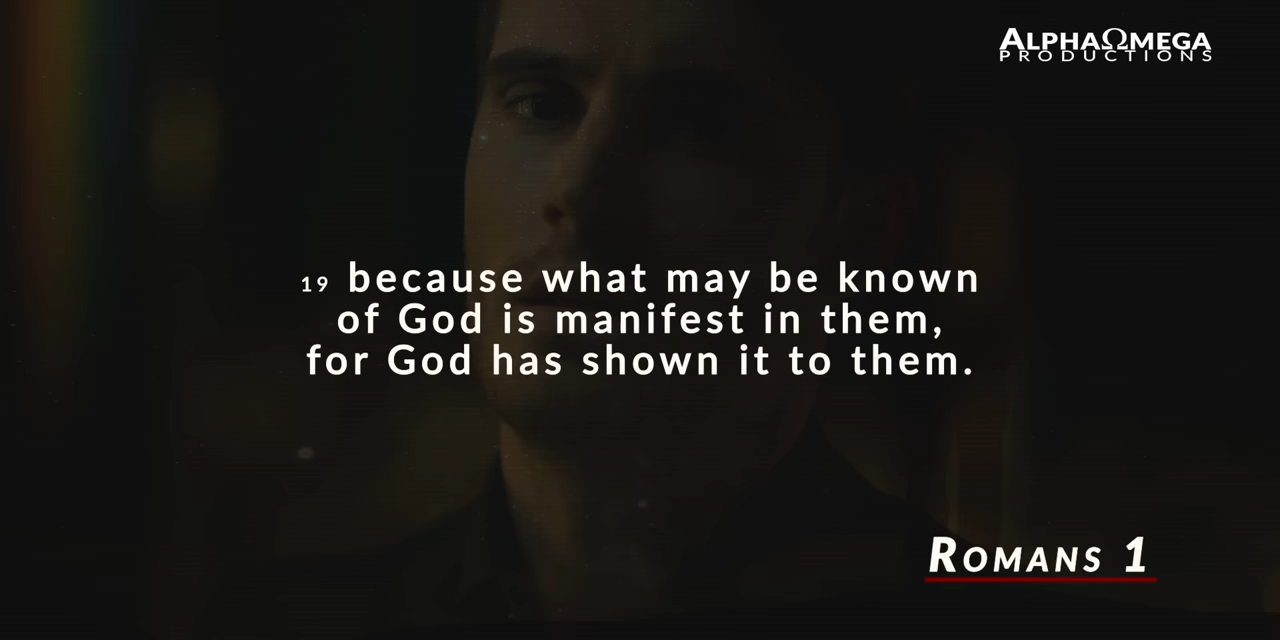 ALPHAΩMEGA
PRODUCTIONS
19 because what may be known
of God is manifest in them,
for God has shown it to them.
ROMANS 1